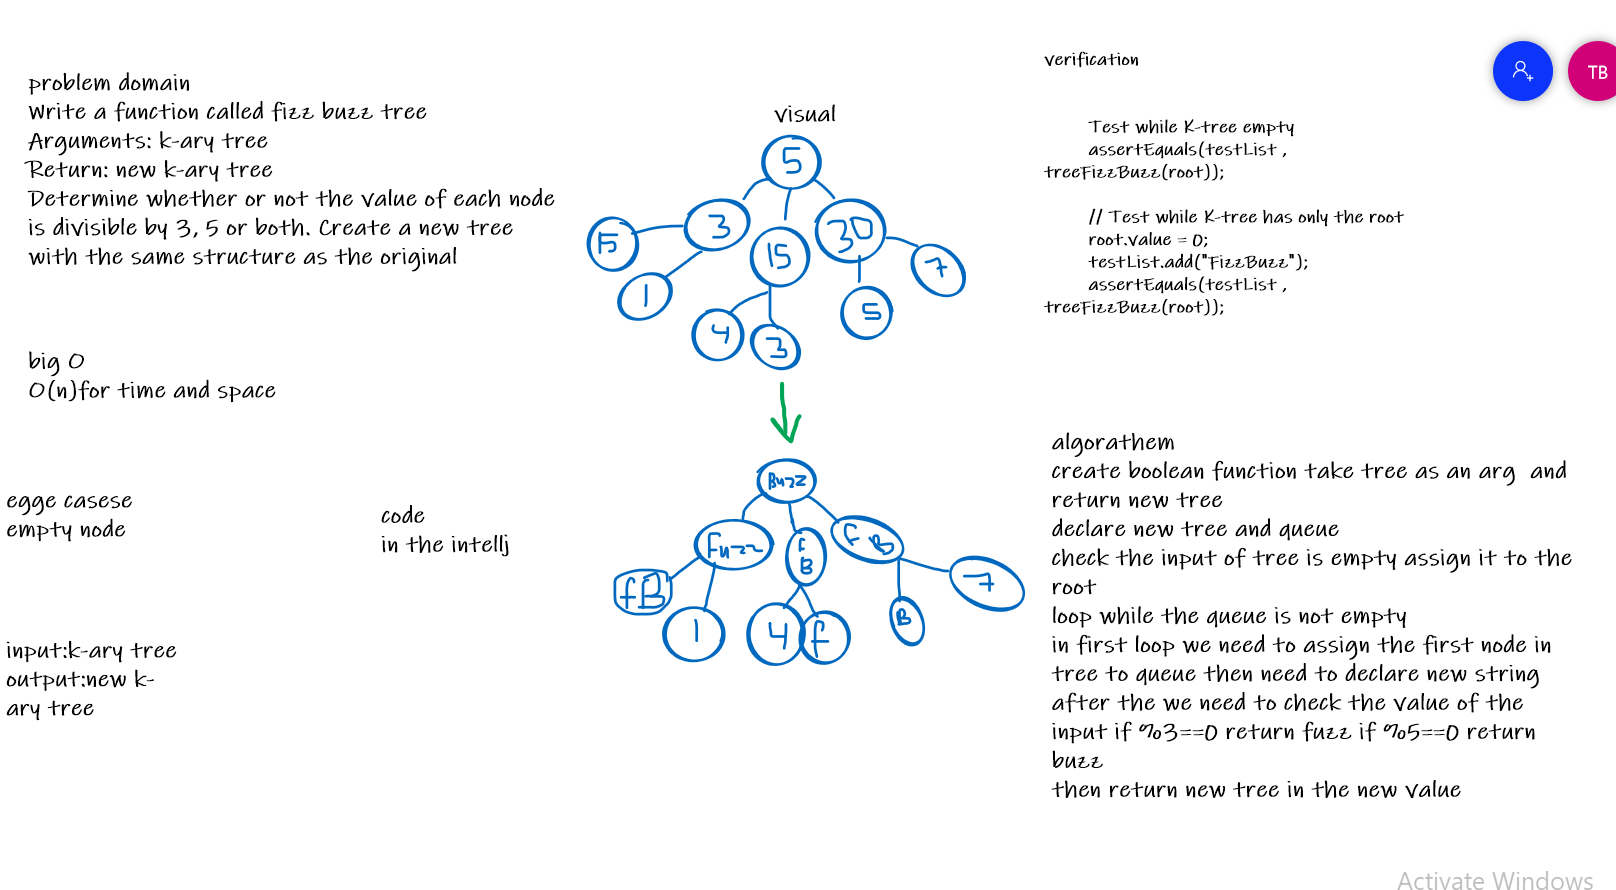 problem domain
Write a function called fizz buzz tree
Arguments: k-ary tree
Return: new k-ary tree
Determine whether or not the value of each node
is divisible by 3, 5 or both. Create a new tree
with the same structure as the original
big O
O(n)for time and space
egge casese
empty node
code
in the intellj
input:k-ary tree
output:new k-
ary tree
visual
5
3
15
30
15
1
4
3
5
7
Buzz
Fuzz
F
B
F B
fB
1
4
f
B
7
verification
Test while K-tree empty
assertEquals(testList ,
treeFizzBuzz(root));
// Test while K-tree has only the root
root.value = 0;
testList.add("FizzBuzz");
assertEquals(testList ,
treeFizzBuzz(root));
TB
algorathem
create boolean function take tree as an arg and
return new tree
declare new tree and queue
check the input of tree is empty assign it to the
root
loop while the queue is not empty
in first loop we need to assign the first node in
tree to queue then need to declare new string
after the we need to check the value of the
input if %3==0 return fuzz if %5==0 return
buzz
then return new tree in the new value
Activate Windows